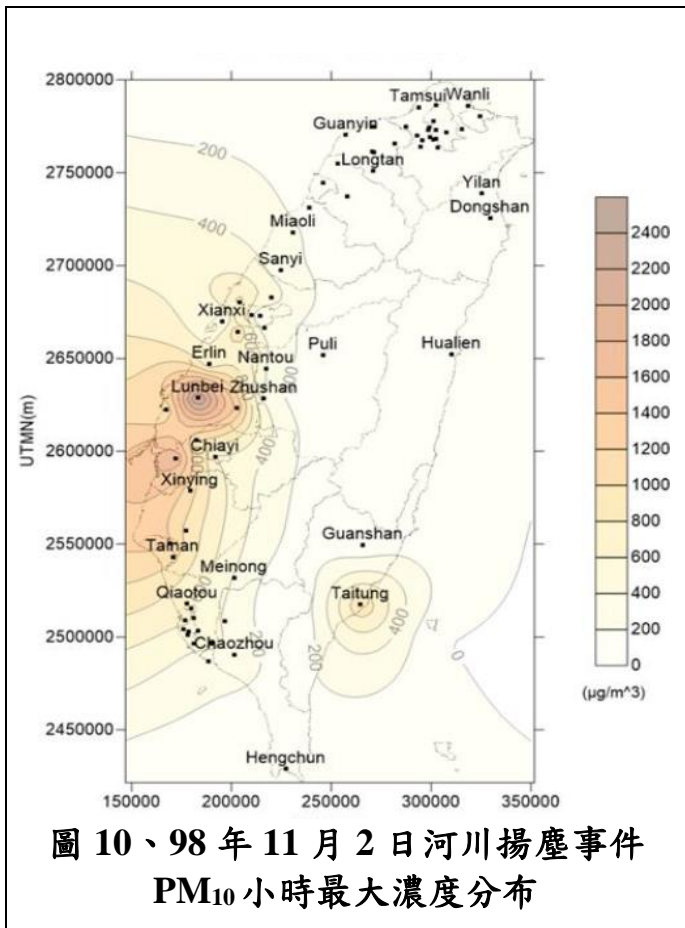 2800000
2750000
2700000
2650000
2600000
2550000
2500000
2450000
UTMN(m)
150000 200000 250000 300000 350000
Tamsui Wanli
Guanyin
Longtan
200
Yilan
Dongshan
400
Miaoli
Sanyi
Xianxi
Erlin
Nantou
Puli
Hualien
Lunbei Zhushan
Chiayi
400
Xinying
Tainan
Guanshan
Meinong
Qiaotou
Taitung
400
Chaozhou
200
200
0
Hengchun
2400
2200
2000
1800
1600
1400
1200
1000
800
600
400
200
0
(μg/m^3)
圖 10、98 年 11 月 2 日河川揚塵事件
PM10 小時最大濃度分布